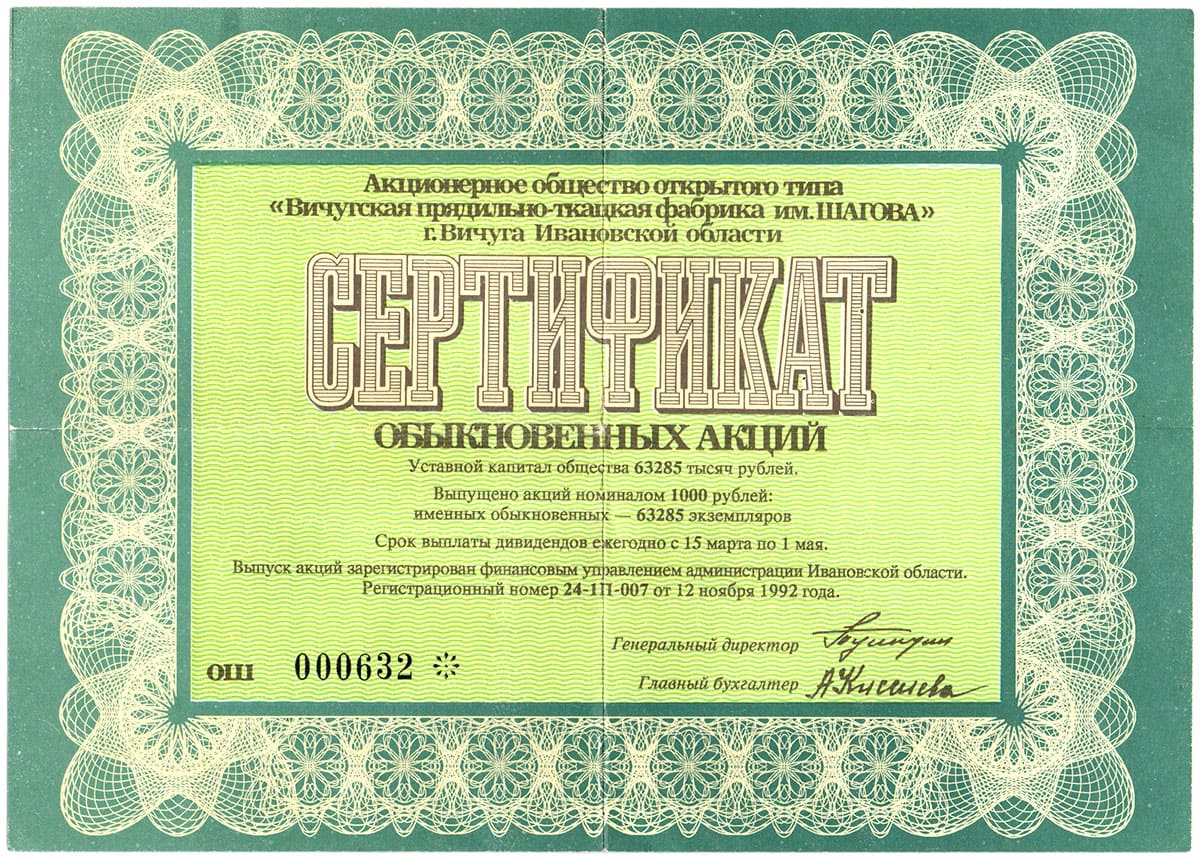 Акционерное общество открытого типа
«Вичугская прядильно-ткацкая фабрика им. ШАГОВА»
г. Вичуга Ивановской области
СЕРТИФИКАТ
ОБЫКНОВЕННЫХ АКЦИЙ
Уставной капитал общества 63285 тысяч рублей.
Выпущено акций номиналом 1000 рублей:
именных обыкновенных — 63285 экземпляров
Срок выплаты дивидендов ежегодно с 15 марта по 1 мая.
Выпуск акций зарегистрирован финансовым управлением администрации Ивановской области.
Регистрационный номер 24-1П-007 от 12 ноября 1992 года.
Генеральный директор
ОШ 000632
Главный бухгалтер АКиселева